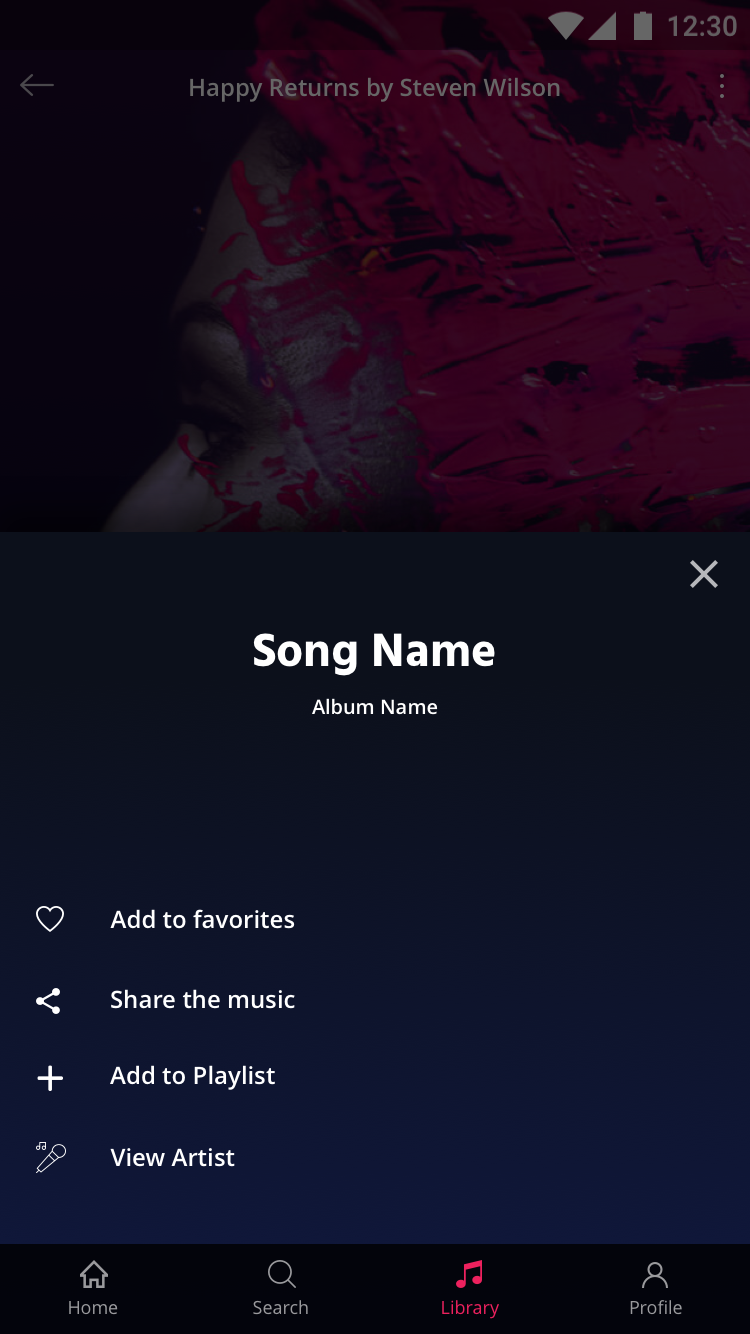 12:30
Happy Returns by Steven Wilson
Song Name
Album Name
Add to favorites
Share the music
Add to Playlist
View Artist
Home Search Library Profile